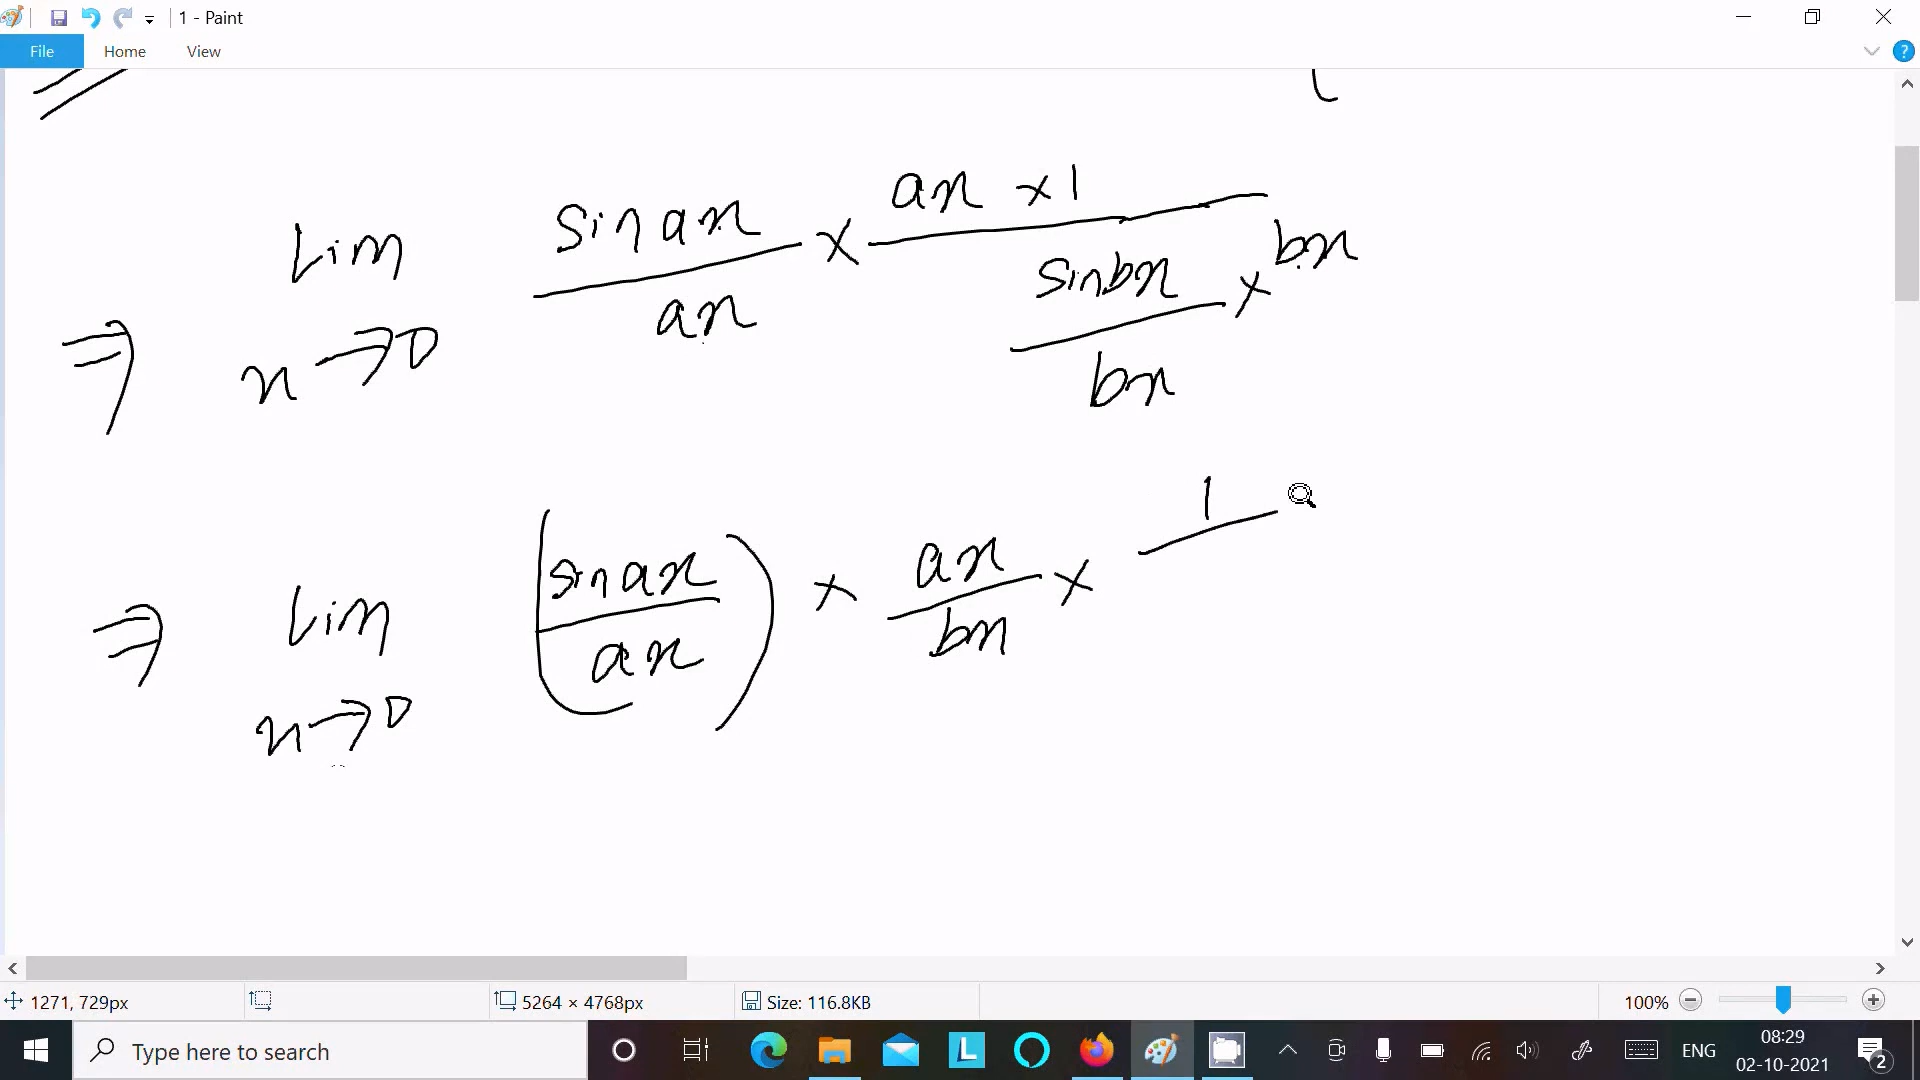 1 - Paint
File Home View
Lim x→0 sin ax / ax × ax × 1 / (sin bx / bx × bx)
⇒ Lim x→0 (sin ax / ax) × ax / bx × 1
1271, 729px 5264 × 4768px Size: 116.8KB 100%
Type here to search
ENG 08:29
02-10-2021 2